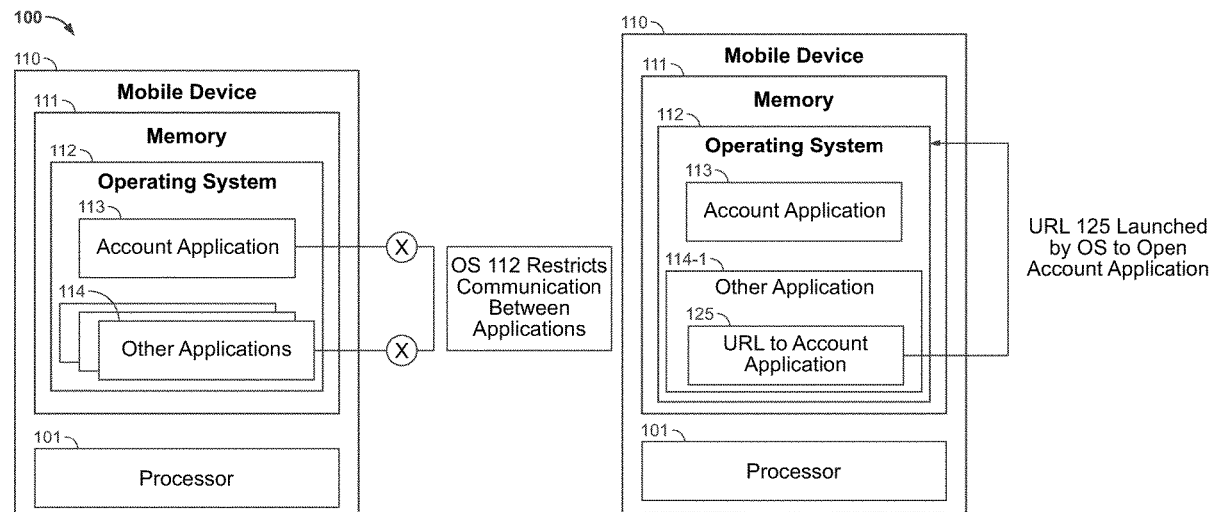 100
110
Mobile Device
111
Memory
112
Operating System
113
Account Application
114
Other Applications
X
X
OS 112 Restricts
Communication
Between
Applications
101
Processor
110
Mobile Device
111
Memory
112
Operating System
113
Account Application
114-1
Other Application
125
URL to Account
Application
URL 125 Launched
by OS to Open
Account Application
101
Processor